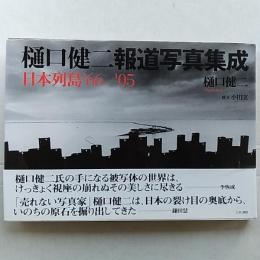 樋口健二報道写真集成
日本列島'66-'05
樋口健二
樋口健二氏の手になる被写体の世界は、
けっきょく視座の崩れぬその美しさに尽きる
「売れない写真家」樋口健二は、日本の裂け目の奥底から、
いのちの原石を掘り出してきた
鎌田慧